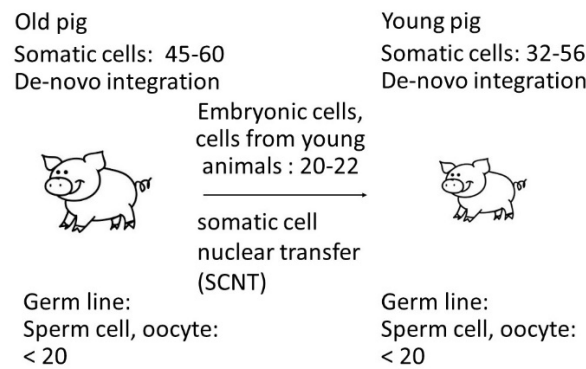 Old pig
Somatic cells:  45-60
De-novo integration
Embryonic cells,
cells from young
animals : 20-22
somatic cell
nuclear transfer
(SCNT)
Germ line:
Sperm cell, oocyte:
< 20
Young pig
Somatic cells: 32-56
De-novo integration
Germ line:
Sperm cell, oocyte:
< 20